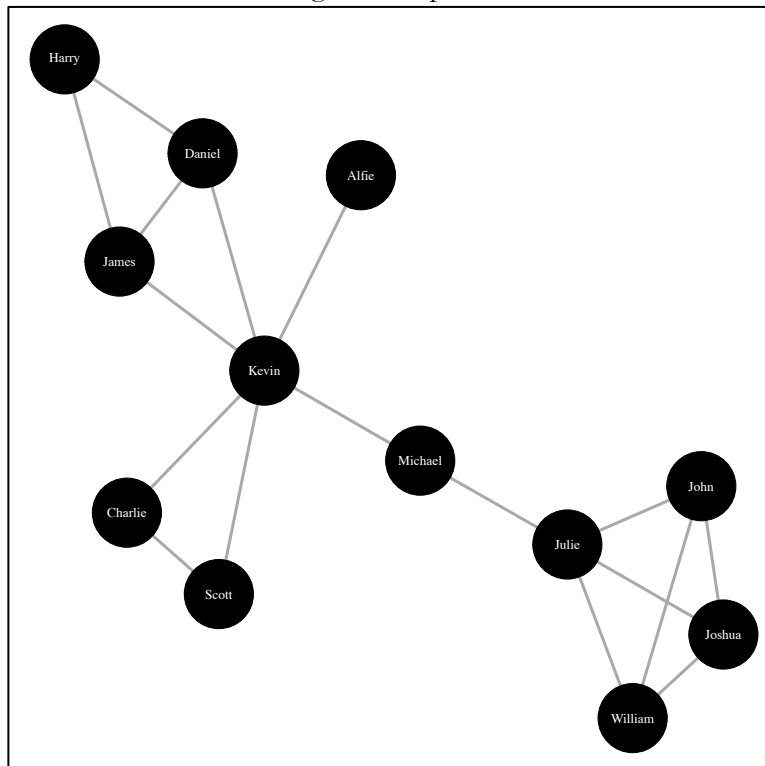 Harry
Daniel
Alfie
James
Kevin
Michael
John
Charlie
Julie
Scott
Joshua
William